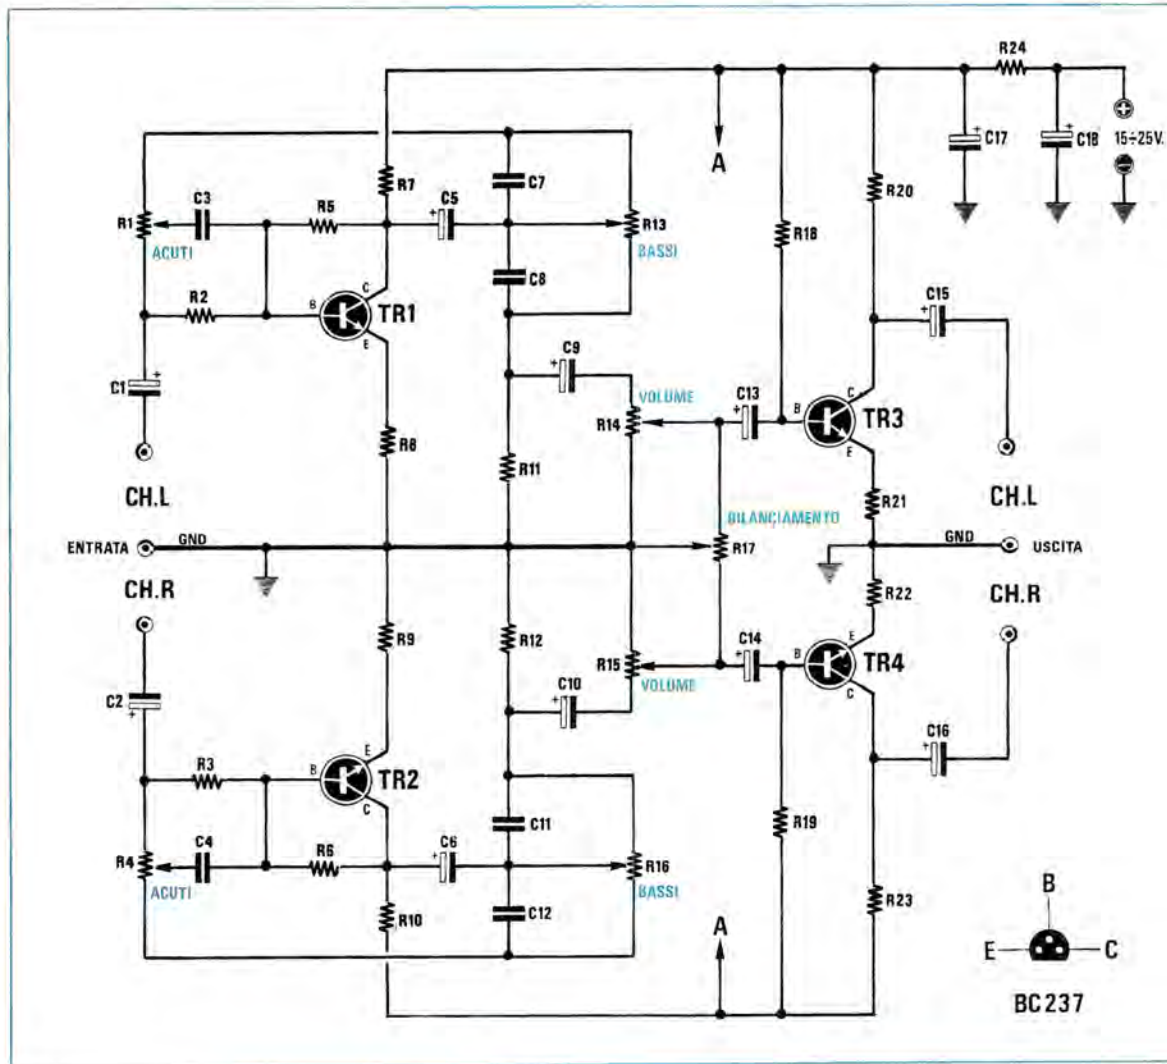 R24
A
C17
C18
15÷25V.
C7
R7
R20
C3
R5
C5
R1
R13
R18
ACUTI
BASSI
C8
R2
B
C
TR1
E
C15
C9
C1
VOLUME
C13
B
C
TR3
E
R14
R8
R11
CH.L
CH.L
R21
BILANCIAMENTO
ENTRATA
GND
R17
GND
USCITA
CH.R
CH.R
R22
R9
R12
C14
E
B
TR4
C
R15
VOLUME
C10
C2
C16
R3
E
B
TR2
C
C11
R19
C4
R6
C6
R4
R16
ACUTI
BASSI
R23
R10
C12
A
B
E
C
BC237